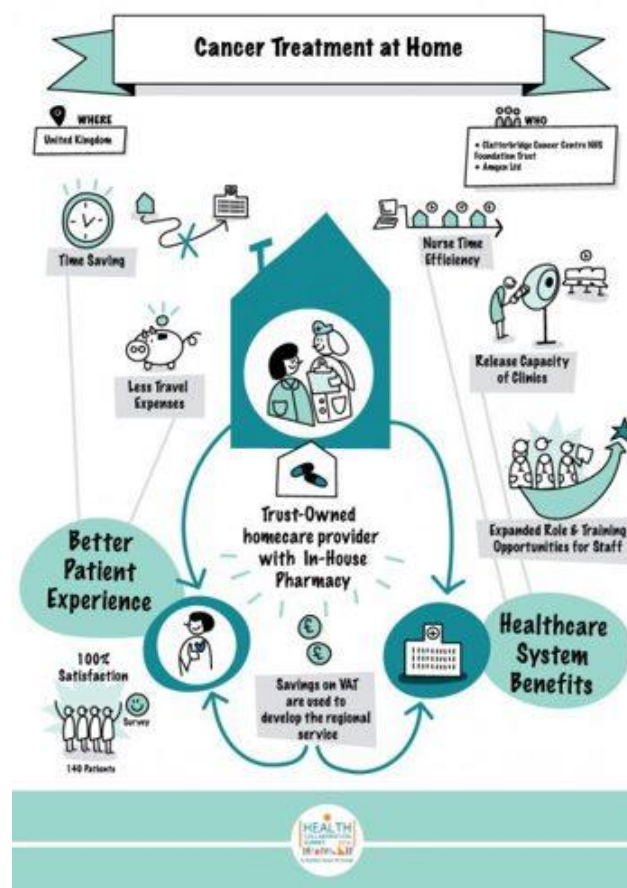 Cancer Treatment at Home
WHERE
United Kingdom
WHO
• Clatterbridge Cancer Centre NHS
Foundation Trust
• Amgen Ltd
Time Saving
Nurse Time
Efficiency
Less Travel
Expenses
Release Capacity
of Clinics
Trust-Owned
homecare provider
with In-House
Pharmacy
Expanded Role & Training
Opportunities for Staff
Better
Patient
Experience
Healthcare
System
Benefits
100%
Satisfaction
Survey
140 Patients
£
£
Savings on VAT
are used to
develop the regional
service
HEALTH
COLLABORATION
SUMMIT